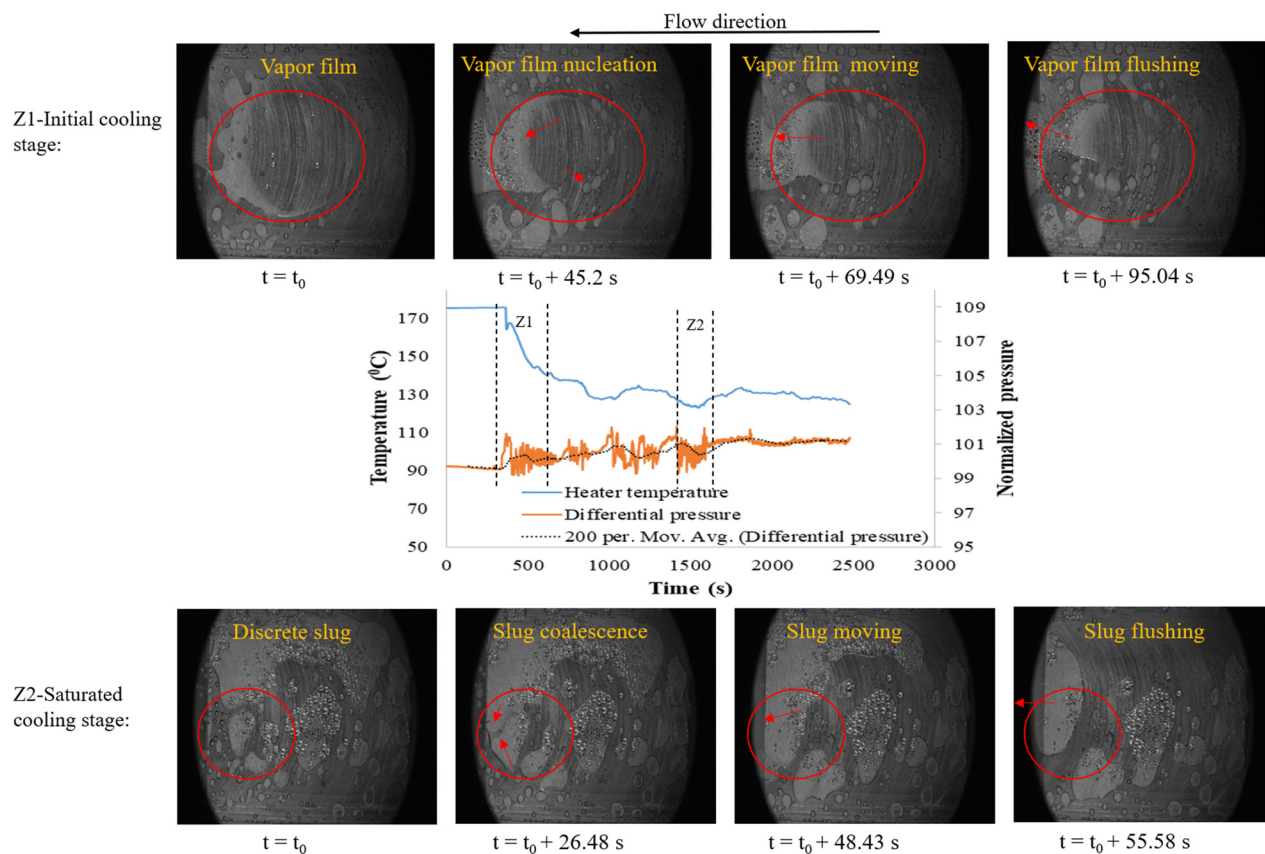 Flow direction
Vapor film
Vapor film nucleation
Vapor film moving
Vapor film flushing
Z1-Initial cooling
stage:
t = t₀
t = t₀ + 45.2 s
t = t₀ + 69.49 s
t = t₀ + 95.04 s
Temperature (⁰C)
170
150
130
110
90
70
50
Z1
Z2
109
107
105
103
101
99
97
95
Normalized pressure
Heater temperature
Differential pressure
200 per. Mov. Avg. (Differential pressure)
0
500
1000
1500
2000
2500
3000
Time (s)
Discrete slug
Slug coalescence
Slug moving
Slug flushing
Z2-Saturated
cooling stage:
t = t₀
t = t₀ + 26.48 s
t = t₀ + 48.43 s
t = t₀ + 55.58 s